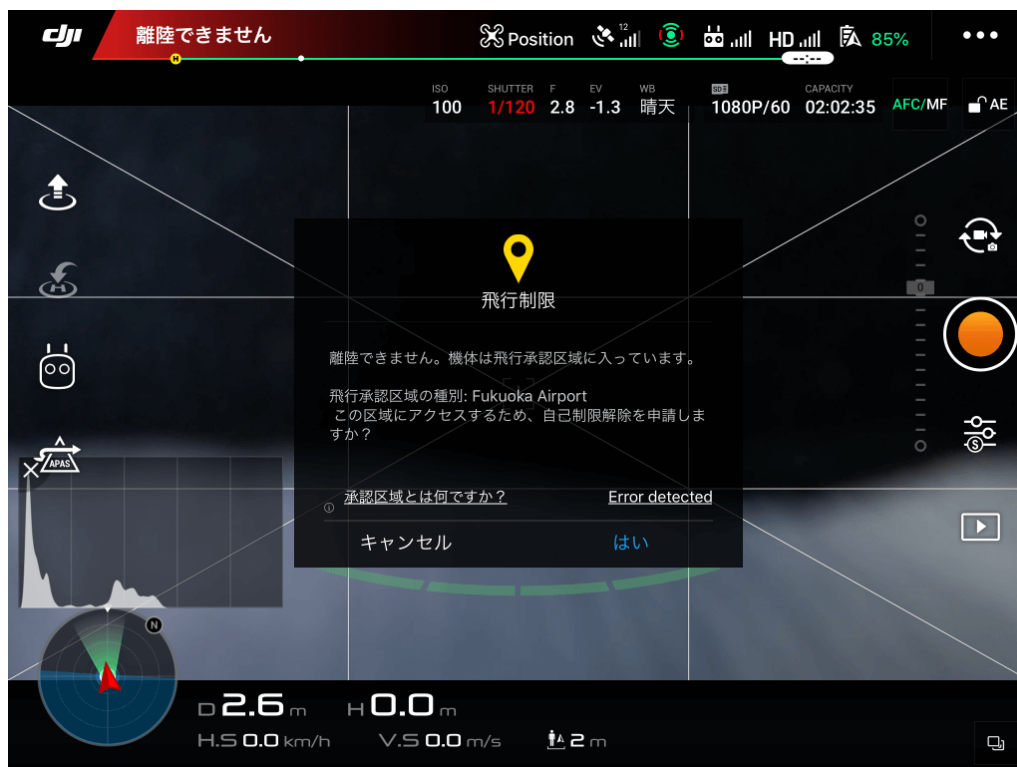 dji 離陸できません Position 12 HD 85%
H --:--
ISO SHUTTER F EV WB SD CAPACITY
100 1/120 2.8 -1.3 晴天 1080P/60 02:02:35 AFC/MF AE
飛行制限
0
離陸できません。機体は飛行承認区域に入っています。
飛行承認区域の種別: Fukuoka Airport
この区域にアクセスするため、自己制限解除を申請しま
すか？
APAS
S
承認区域とは何ですか？ Error detected
キャンセル はい
N
D 2.6 m H 0.0 m
H.S 0.0 km/h V.S 0.0 m/s 2 m